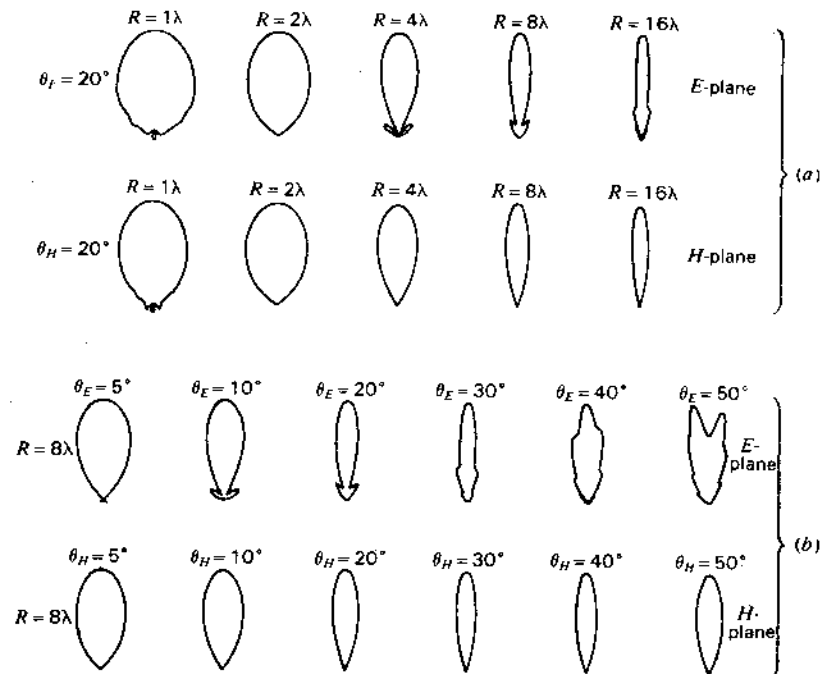 R = 1λ R = 2λ R = 4λ R = 8λ R = 16λ
θE = 20° E-plane
(a)
R = 1λ R = 2λ R = 4λ R = 8λ R = 16λ
θH = 20° H-plane
θE = 5° θE = 10° θE = 20° θE = 30° θE = 40° θE = 50°
R = 8λ E-
plane
(b)
θH = 5° θH = 10° θH = 20° θH = 30° θH = 40° θH = 50°
R = 8λ H-
plane